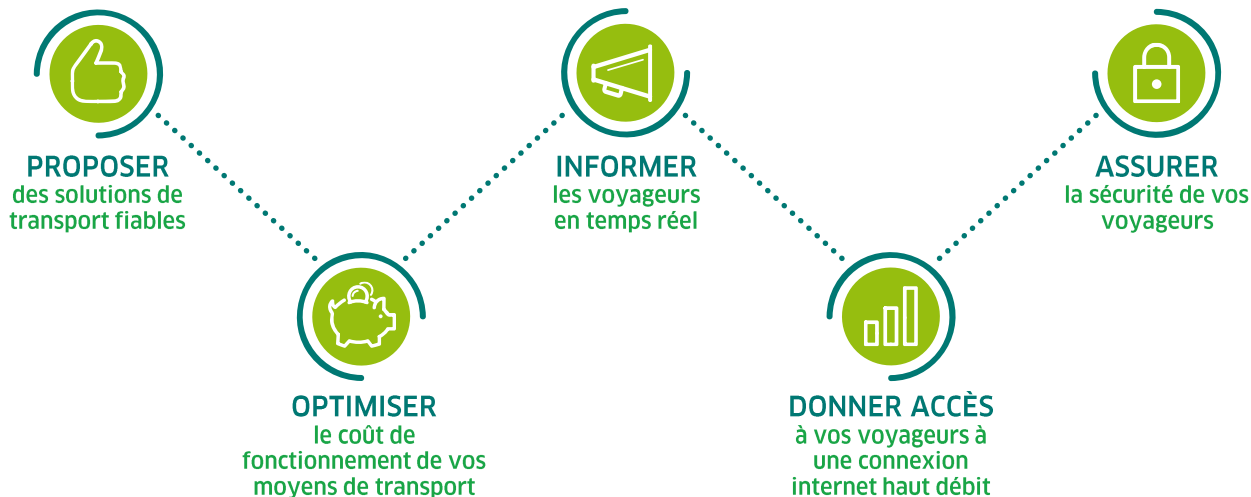 PROPOSER
des solutions de
transport fiables
OPTIMISER
le coût de
fonctionnement de vos
moyens de transport
INFORMER
les voyageurs
en temps réel
DONNER ACCÈS
à vos voyageurs à
une connexion
internet haut débit
ASSURER
la sécurité de vos
voyageurs